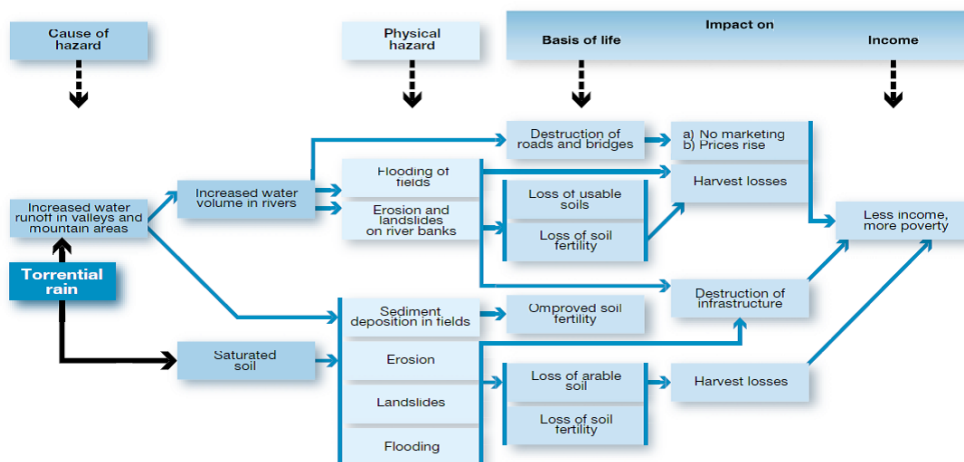 Cause of
hazard
Physical
hazard
Impact on
Basis of life
Income
Destruction of
roads and bridges
a) No marketing
b) Prices rise
Flooding of
fields
Harvest losses
Increased water
volume in rivers
Loss of usable
soils
Increased water
runoff in valleys and
mountain areas
Erosion and
landslides
on river banks
Loss of soil
fertility
Less income,
more poverty
Torrential
rain
Destruction of
infrastructure
Sediment
deposition in fields
Omproved soil
fertility
Saturated
soil
Erosion
Loss of arable
soil
Harvest losses
Landslides
Loss of soil
fertility
Flooding